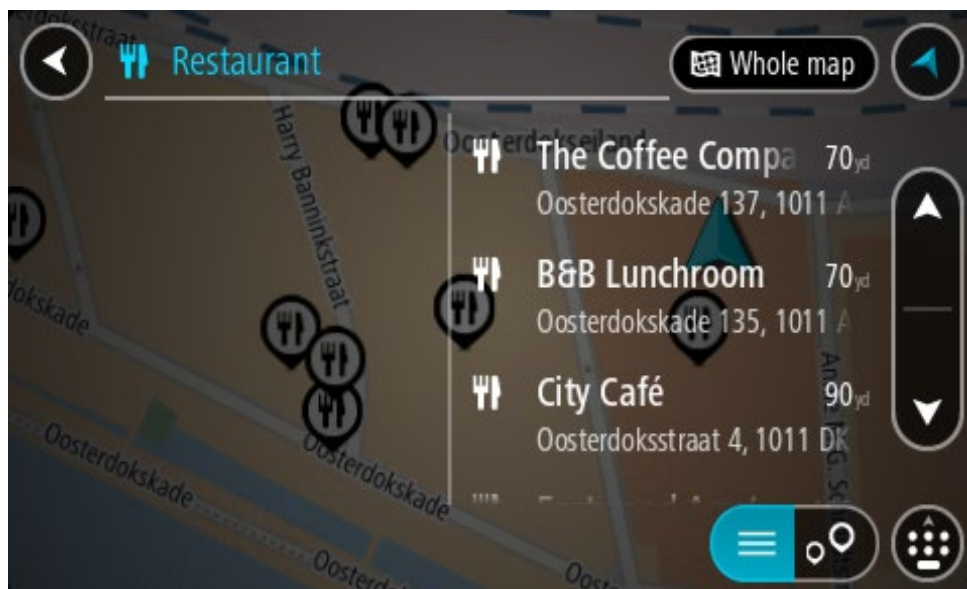 Restaurant
Whole map
Harry Banninkstraat
Oosterdokseiland
The Coffee Compa 70yd
Oosterdokskade 137, 1011 A
B&B Lunchroom 70yd
Oosterdokskade 135, 1011 A
City Café 90yd
Oosterdoksstraat 4, 1011 DK
Oosterdokskade
Oosterdokskade